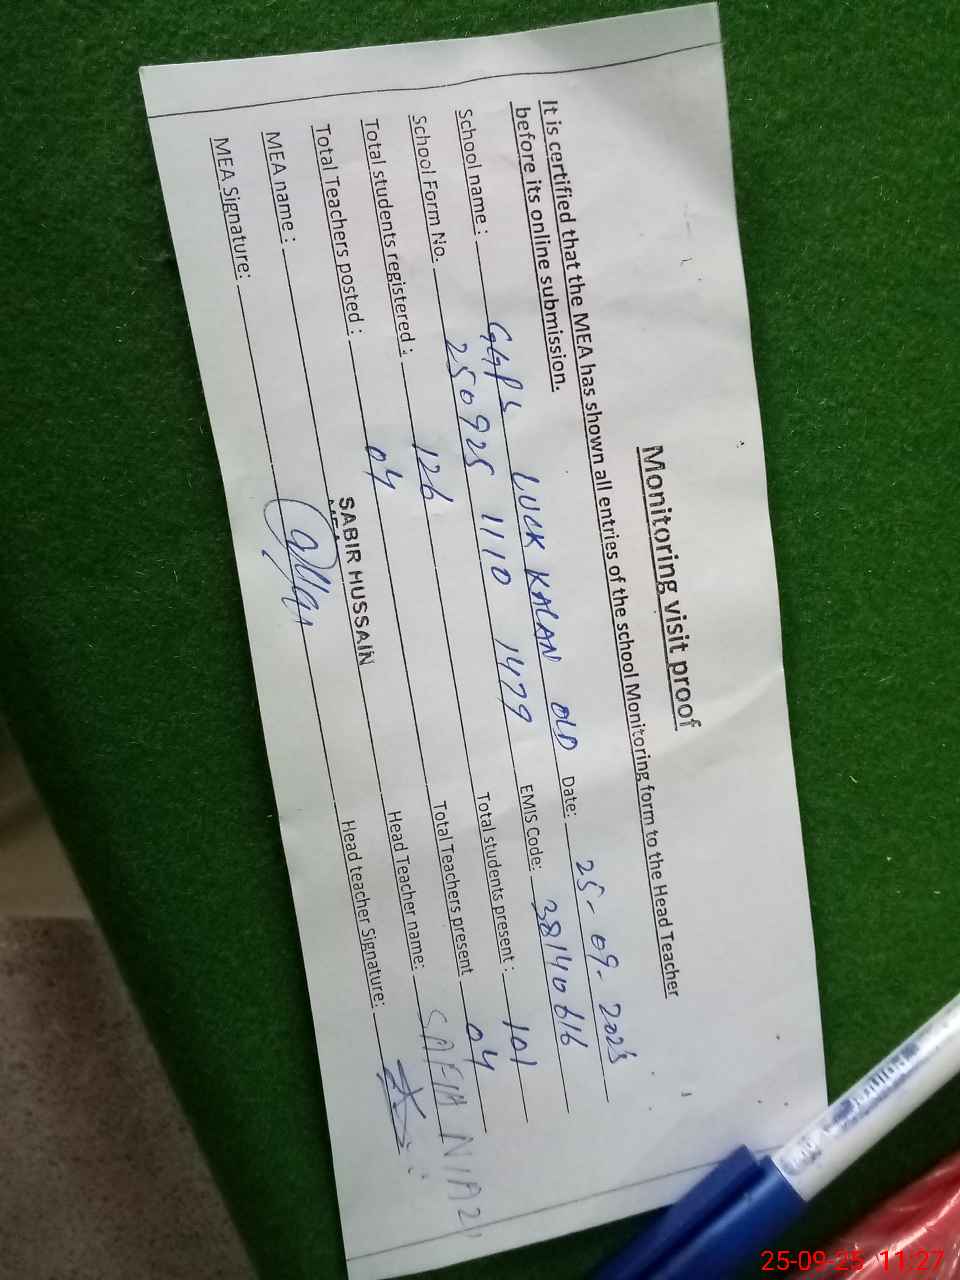 Monitoring visit proof
It is certified that the MEA has shown all entries of the school Monitoring form to the Head Teacher
before its online submission.
School name : GGPS LUCK KALAN OLD Date: 25-09-2025
School Form No. 250925 1110 1479 EMIS Code: 38140616
Total students registered : 126 Total students present : 101
Total Teachers posted : 04 Total Teachers present 04
MEA name : SABIR HUSSAIN Head Teacher name: SAFIA NIAZ
MEA
MEA Signature: Head teacher Signature:
25-09-25 11:27